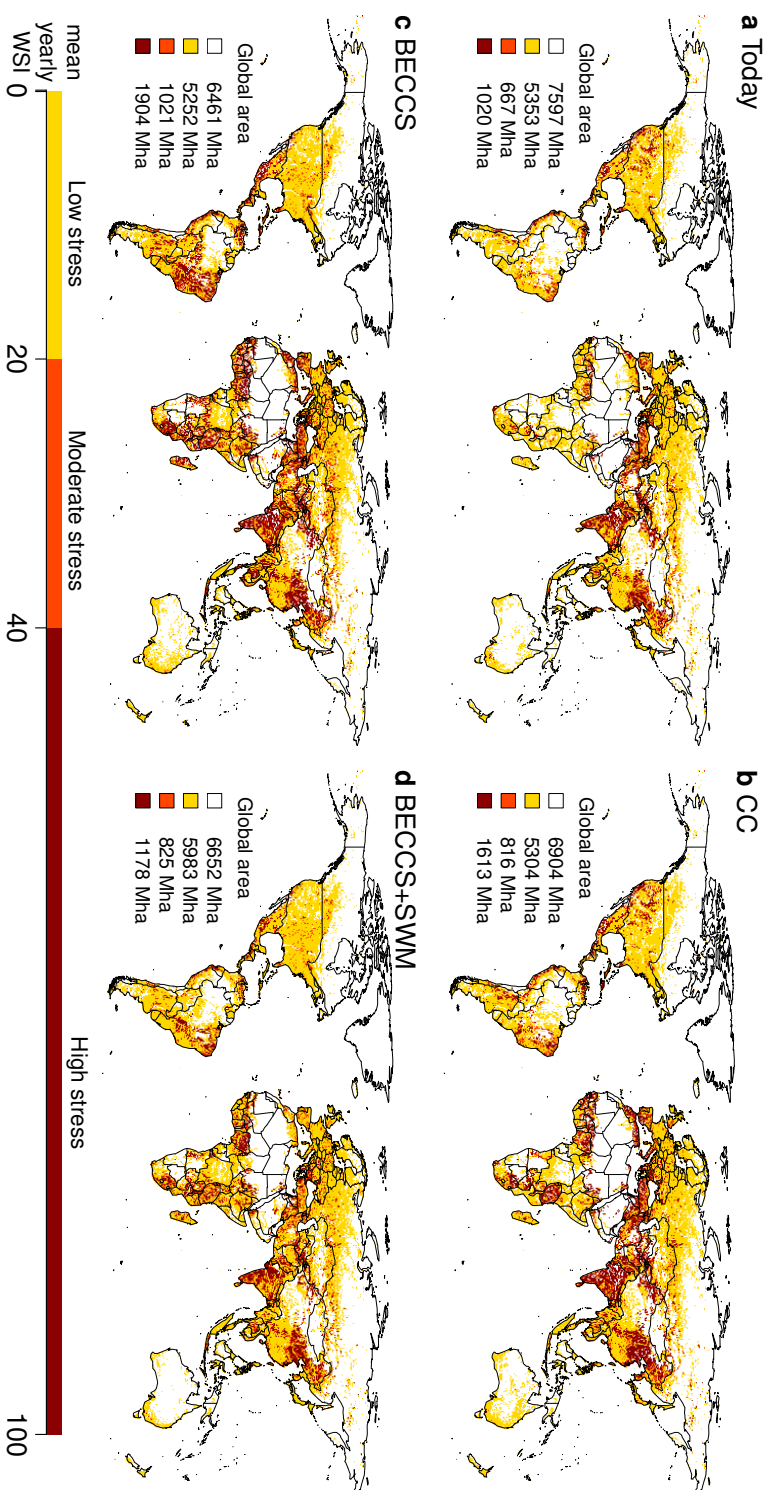 a Today
Global area
7597 Mha
5353 Mha
667 Mha
1020 Mha
b CC
Global area
6904 Mha
5304 Mha
816 Mha
1613 Mha
c BECCS
Global area
6461 Mha
5252 Mha
1021 Mha
1904 Mha
d BECCS+SWM
Global area
6652 Mha
5983 Mha
825 Mha
1178 Mha
Low stress
Moderate stress
High stress
mean
yearly
WSI
0
20
40
100